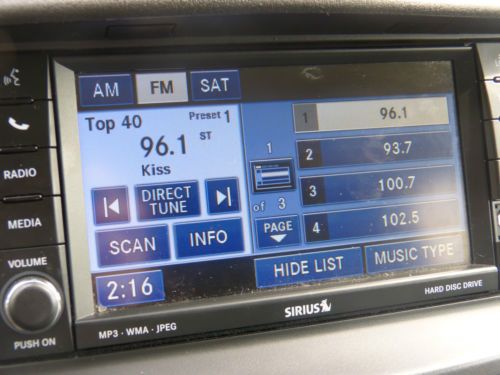 AM FM SAT
Top 40 Preset 1
96.1 ST
Kiss
DIRECT TUNE
SCAN INFO
2:16
1
of 3
PAGE
1 96.1
2 93.7
3 100.7
4 102.5
HIDE LIST MUSIC TYPE
RADIO
MEDIA
VOLUME
PUSH ON
MP3 · WMA · JPEG
SIRIUS
HARD DISC DRIVE